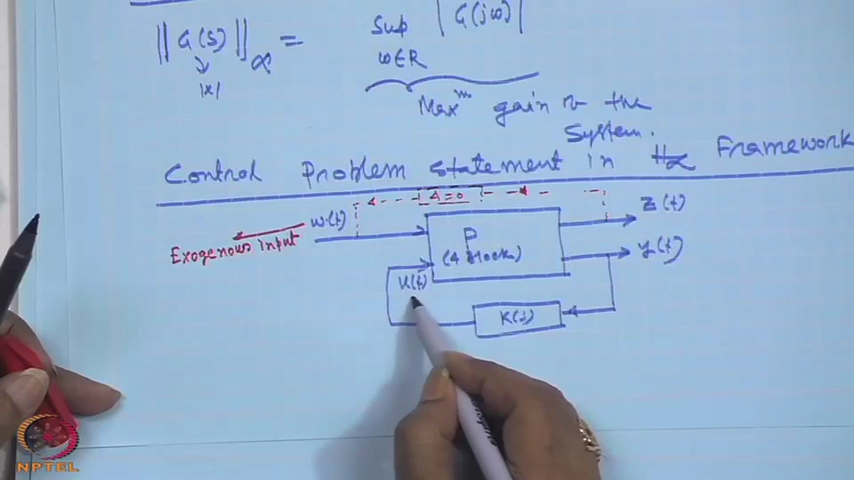 ‖ G(s) ‖∝ = Sup | G(jω) |
ω∈R
|x|
Max^m gain of the
System.
Control Problem Statement in H∝ Framework
Δ=0
w(t)
z(t)
Exogenous input
P
(4 block)
y(t)
u(t)
K(s)
NPTEL